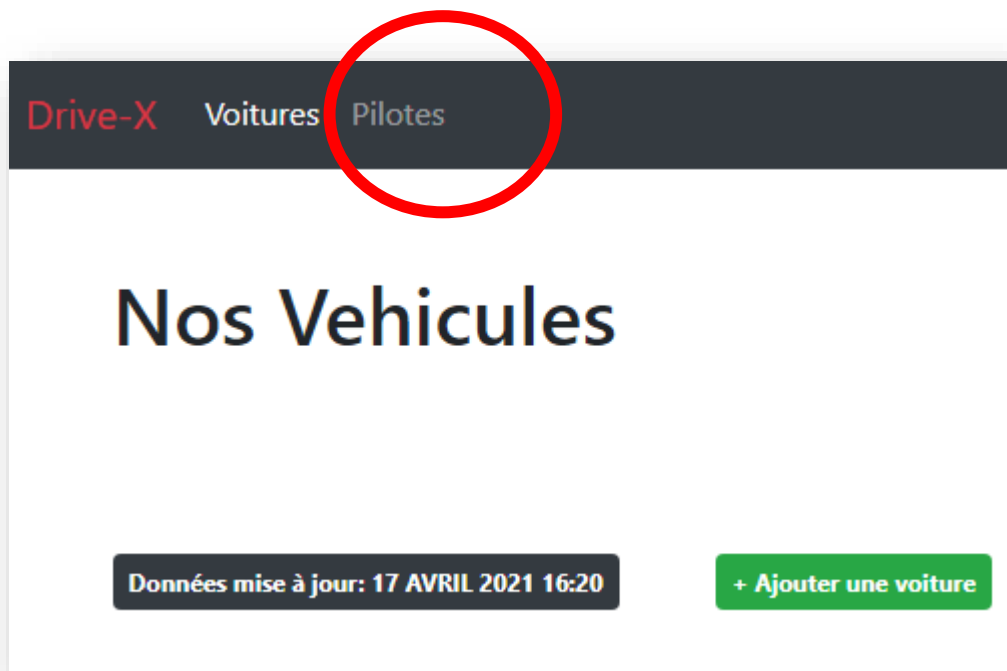 Drive-X Voitures Pilotes
Nos Vehicules
Données mise à jour: 17 AVRIL 2021 16:20 + Ajouter une voiture